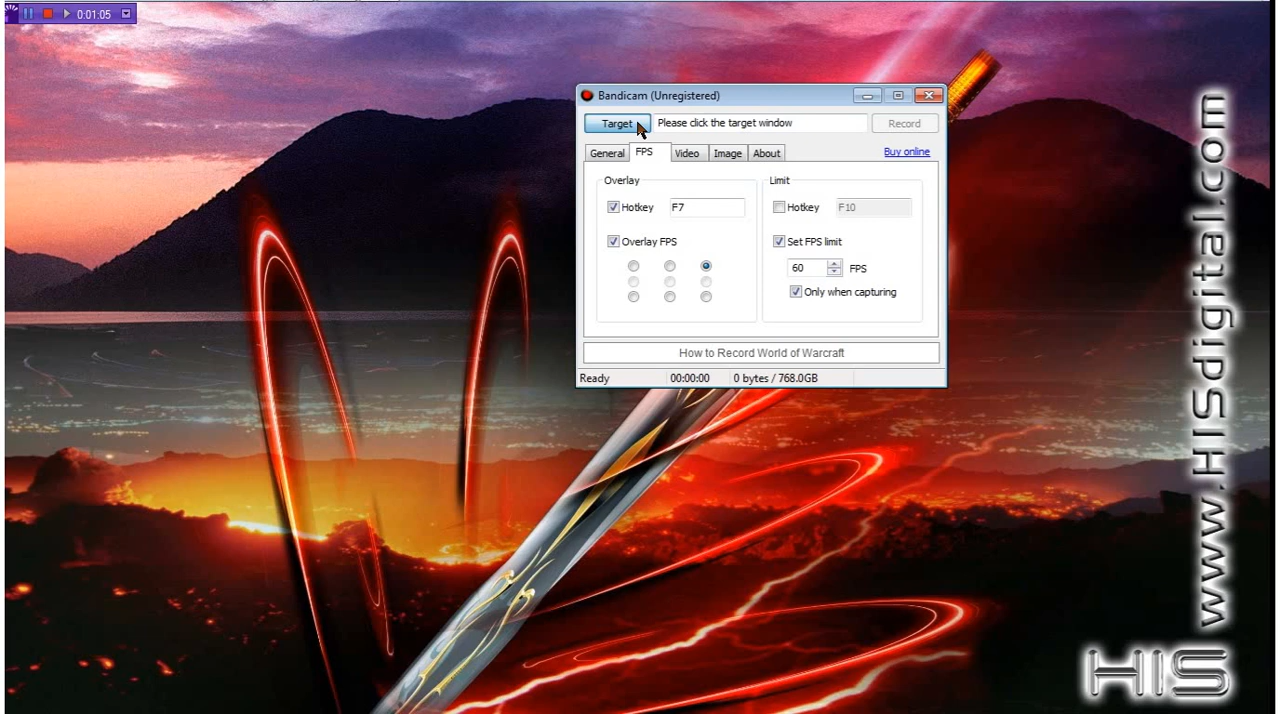 0:01:05
Bandicam (Unregistered)
Target
Please click the target window
Record
General
FPS
Video
Image
About
Buy online
Overlay
Hotkey
F7
Overlay FPS
Limit
Hotkey
F10
Set FPS limit
60
FPS
Only when capturing
How to Record World of Warcraft
Ready
00:00:00
0 bytes / 768.0GB
www.HISdigital.com
HIS